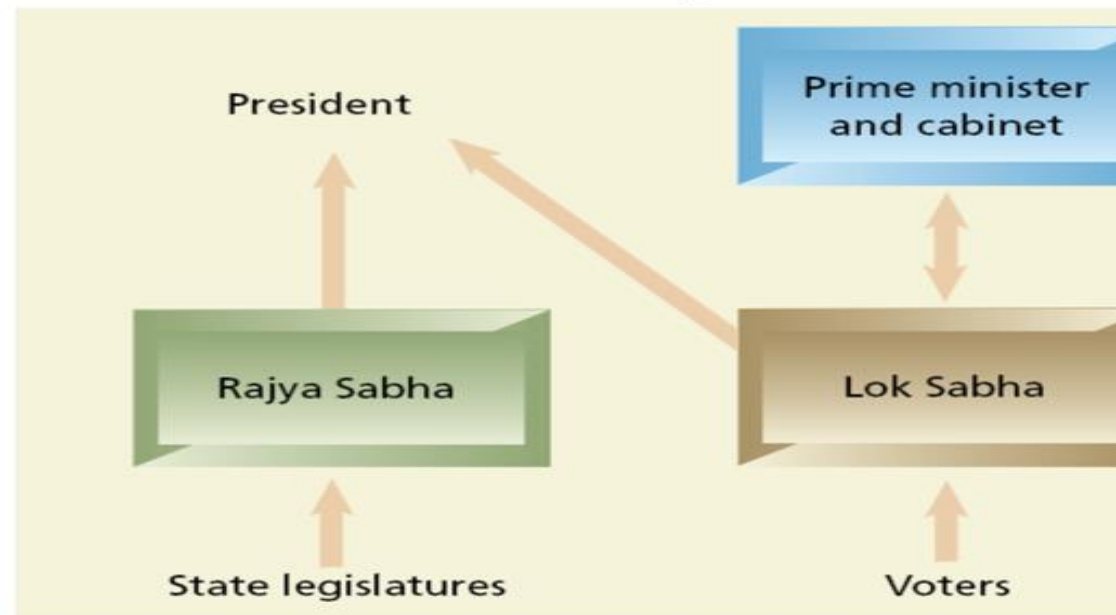 President
Prime minister
and cabinet
Rajya Sabha
Lok Sabha
State legislatures
Voters